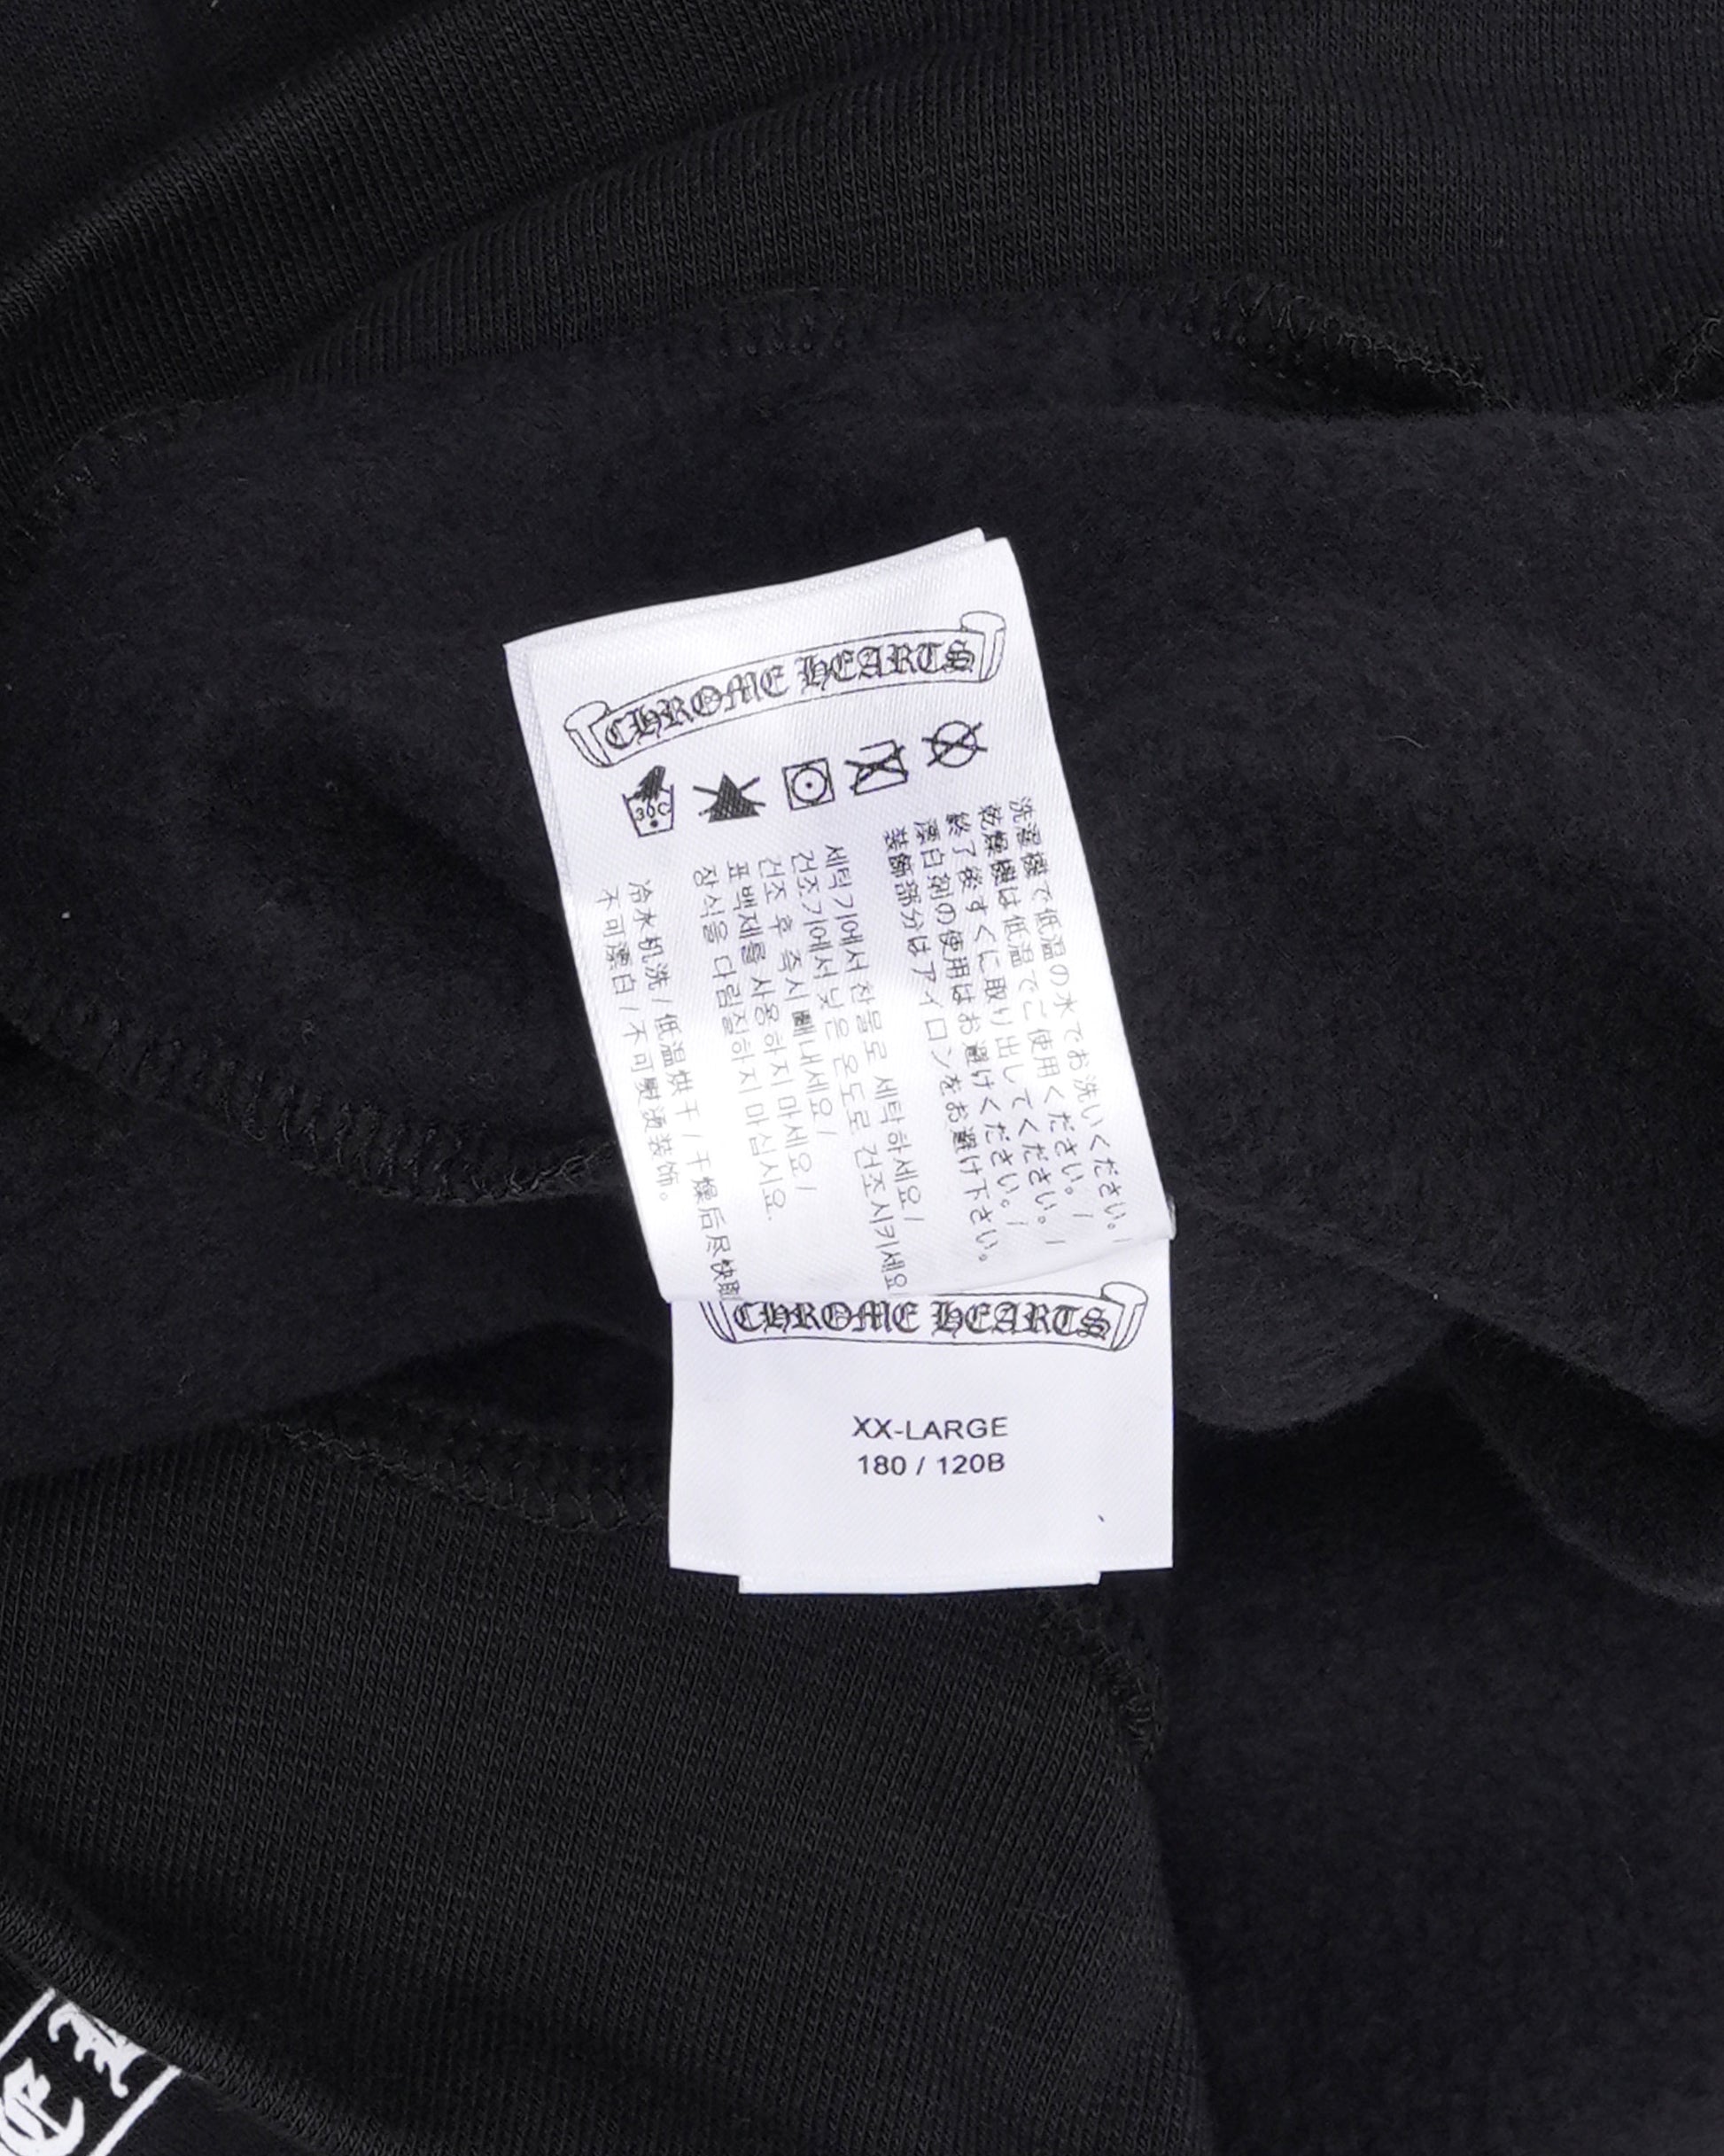 CHROME HEARTS
30C
洗濯機で低温の水でお洗いください。/
乾燥機は低温でご使用ください。/
終了後すぐに取り出してください。/
漂白剤の使用はお避けください。/
装飾部分はアイロンをお避け下さい。
세탁기에서 찬물로 세탁하세요/
건조기에서 낮은 온도로 건조시키세요
건조 후 즉시 빼내세요/
표백제를 사용하지 마세요/
장식을 다림질하지 마십시요.
冷水机洗/低温烘干/干燥后尽快取
不可漂白/不可熨烫装饰。
CHROME HEARTS
XX-LARGE
180 / 120B